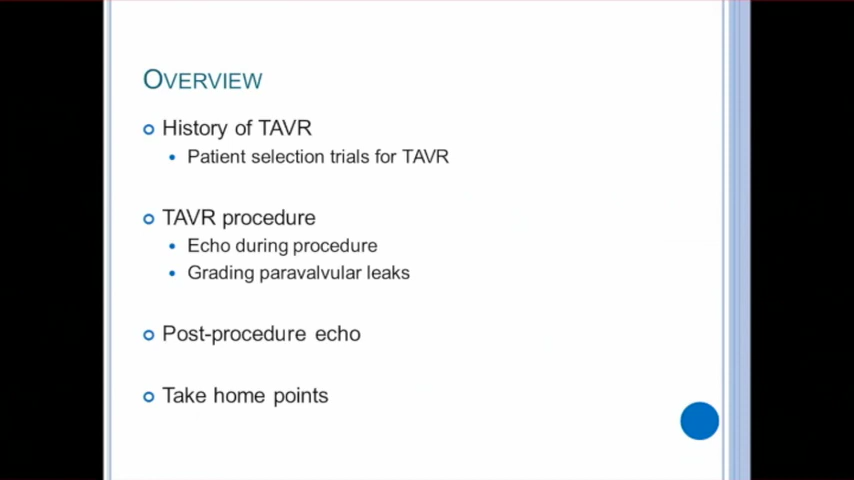 OVERVIEW
History of TAVR
Patient selection trials for TAVR
TAVR procedure
Echo during procedure
Grading paravalvular leaks
Post-procedure echo
Take home points